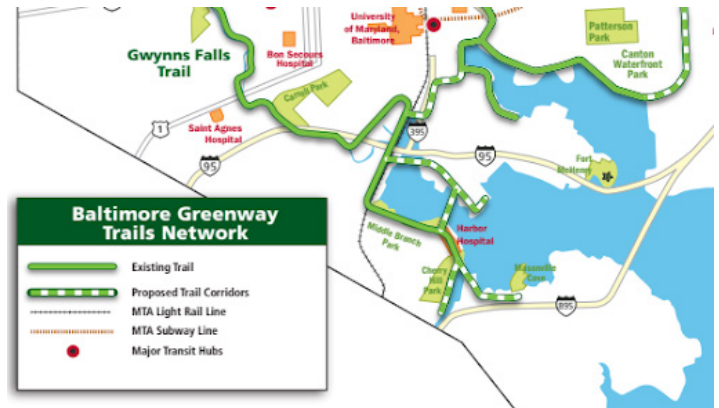 University
of Maryland,
Baltimore
Patterson
Park
Canton
Waterfront
Park
Gwynns Falls
Trail
Bon Secours
Hospital
Carroll Park
1
Saint Agnes
Hospital
395
95
95
Fort
McHenry
Middle Branch
Park
Harbor
Hospital
Cherry
Hill
Park
Masonville
Cove
895
Baltimore Greenway
Trails Network
Existing Trail
Proposed Trail Corridors
MTA Light Rail Line
MTA Subway Line
Major Transit Hubs